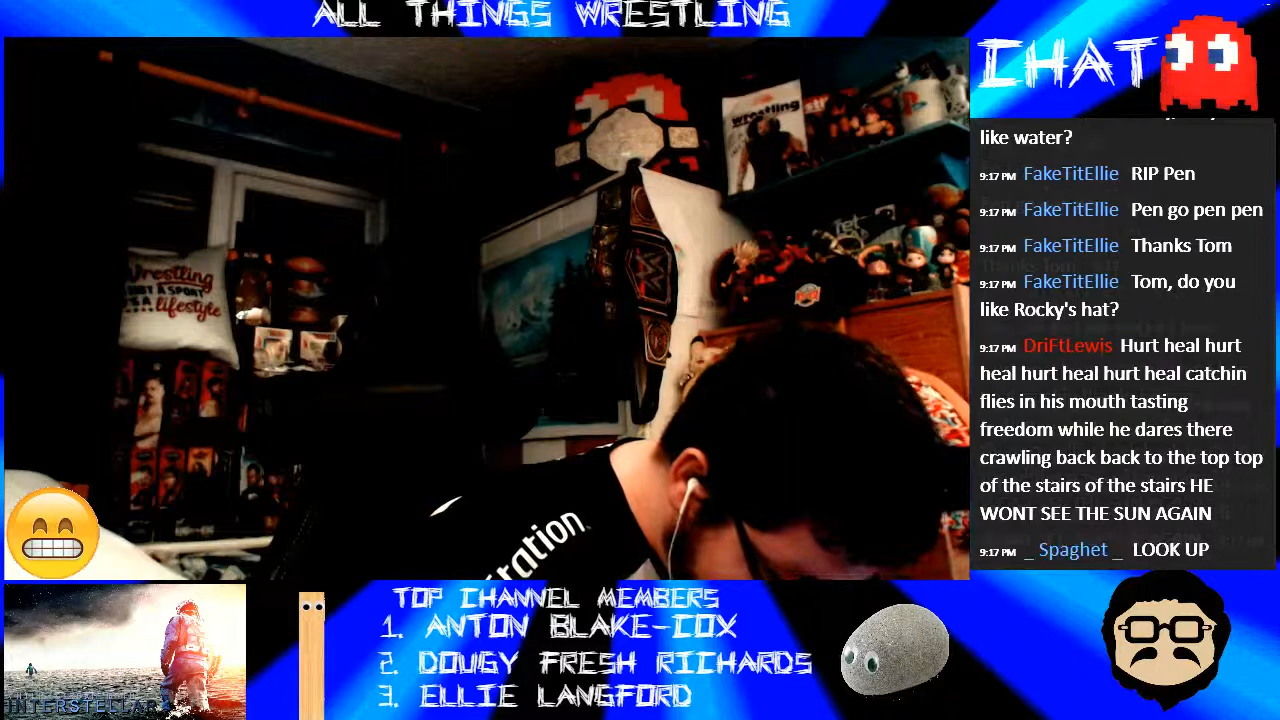 ALL THINGS WRESTLING
CHAT
like water?
9:17 PM FakeTitEllie RIP Pen
9:17 PM FakeTitEllie Pen go pen pen
9:17 PM FakeTitEllie Thanks Tom
9:17 PM FakeTitEllie Tom, do you
like Rocky's hat?
9:17 PM DriFtLewis Hurt heal hurt
heal hurt heal hurt heal catchin
flies in his mouth tasting
freedom while he dares there
crawling back back to the top top
of the stairs of the stairs HE
WONT SEE THE SUN AGAIN
9:17 PM _ Spaghet _ LOOK UP
wrestling
Wrestling
A SPORT
lifestyle
ration
TOP CHANNEL MEMBERS
1. ANTON BLAKE-COX
2. DOUGY FRESH RICHARDS
3. ELLIE LANGFORD
INTERSTELLAR